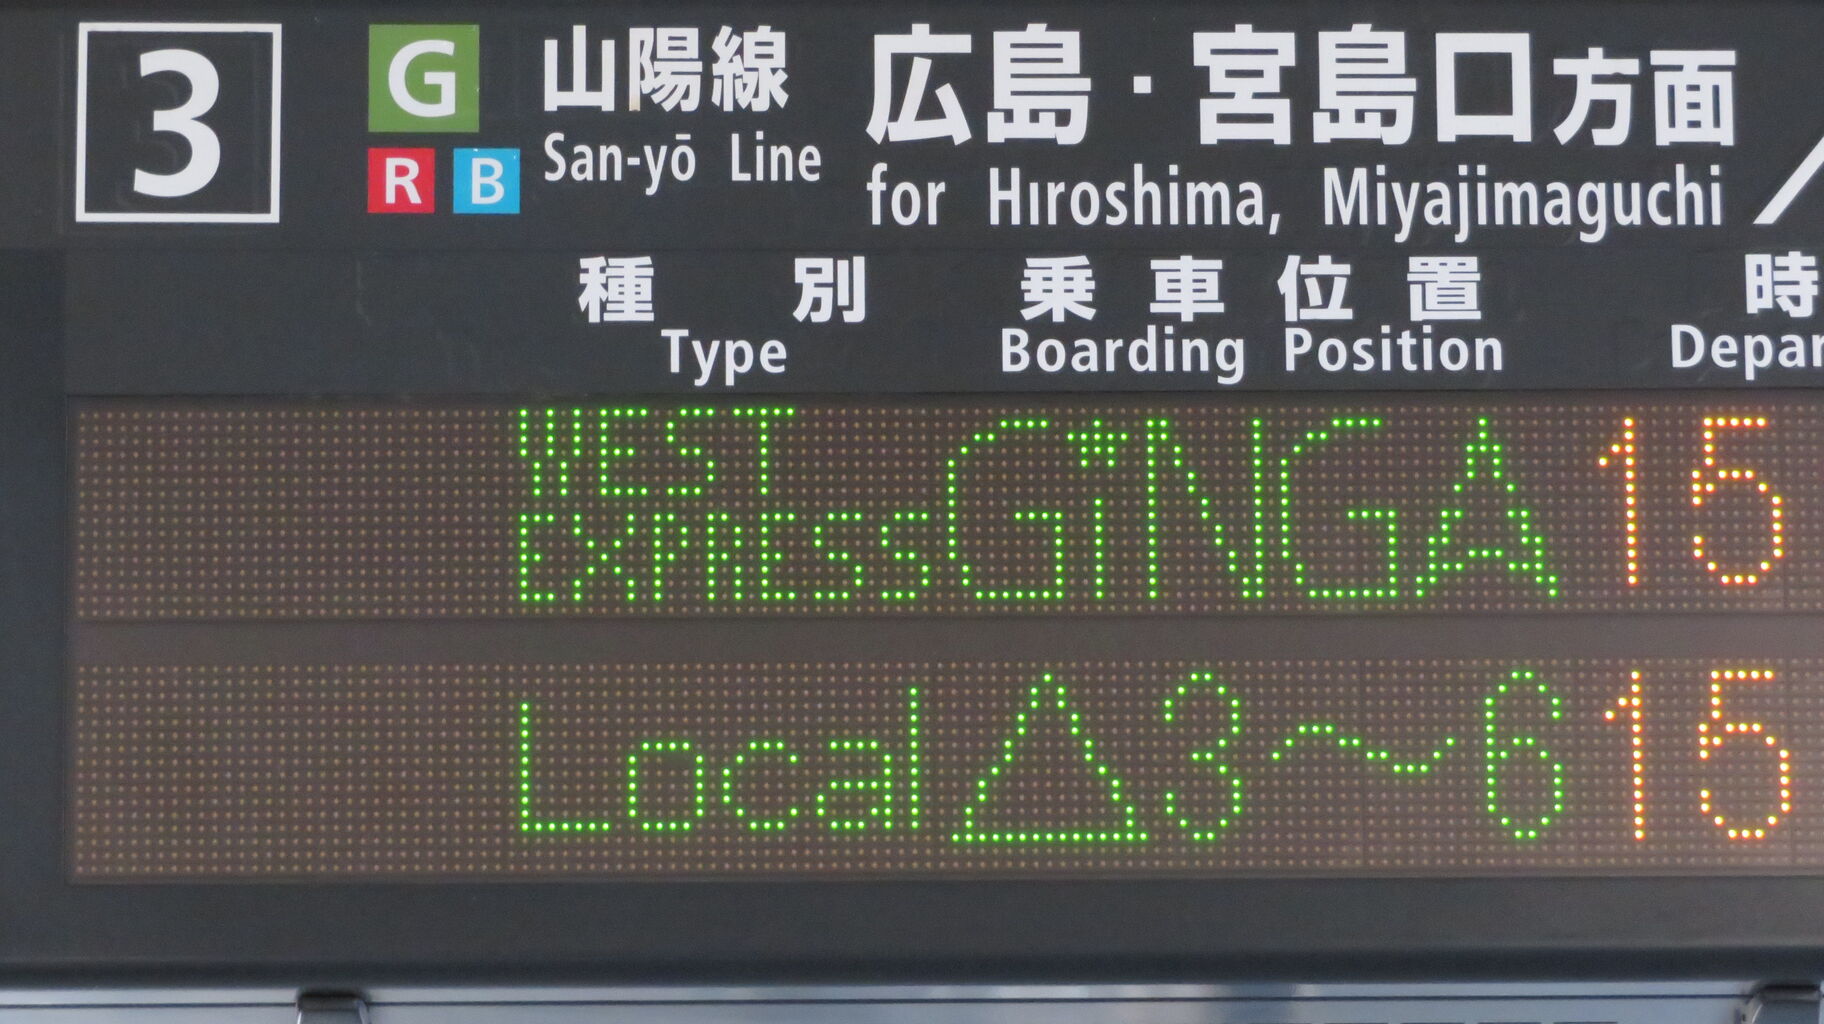 3 G 山陽線 広島・宮島口方面
R B San-yō Line for Hiroshima, Miyajimaguchi
種別 乗車位置 時
Type Boarding Position Depar
WEST
EXPRESS GiNGA 15
Local △3～6 15